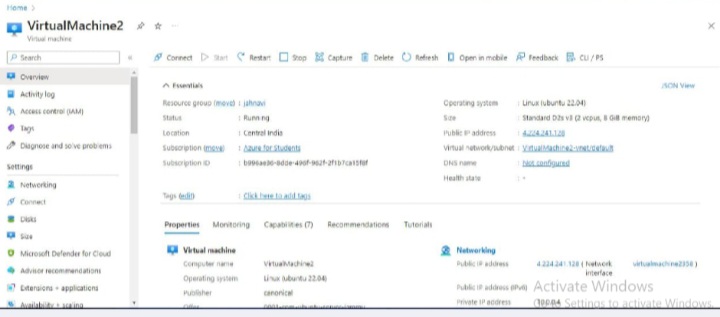 Home >
VirtualMachine2
Virtual machine
Search
Connect Start Restart Stop Capture Delete Refresh Open in mobile Feedback CLI / PS
Overview
Activity log
Access control (IAM)
Tags
Diagnose and solve problems
Settings
Networking
Connect
Disks
Size
Microsoft Defender for Cloud
Advisor recommendations
Extensions + applications
Availability + scaling
Essentials
JSON View
Resource group (move) : jahnavi
Status : Running
Location : Central India
Subscription (move) : Azure for Students
Subscription ID :
Operating system : Linux (ubuntu 22.04)
Size : Standard D2s v3 (2 vcpus, 8 GiB memory)
Public IP address : 4.224.241.128
Virtual network/subnet : VirtualMachine2-vnet/default
DNS name : Not configured
Health state : -
Tags (edit) : Click here to add tags
Properties Monitoring Capabilities (7) Recommendations Tutorials
Virtual machine
Computer name VirtualMachine2
Operating system Linux (ubuntu 22.04)
Publisher canonical
Offer
Networking
Public IP address 4.224.241.128 ( Network interface virtualmachine2358 )
Public IP address (IPv6) -
Private IP address 10.0.0.4
Activate Windows
Go to Settings to activate Windows.